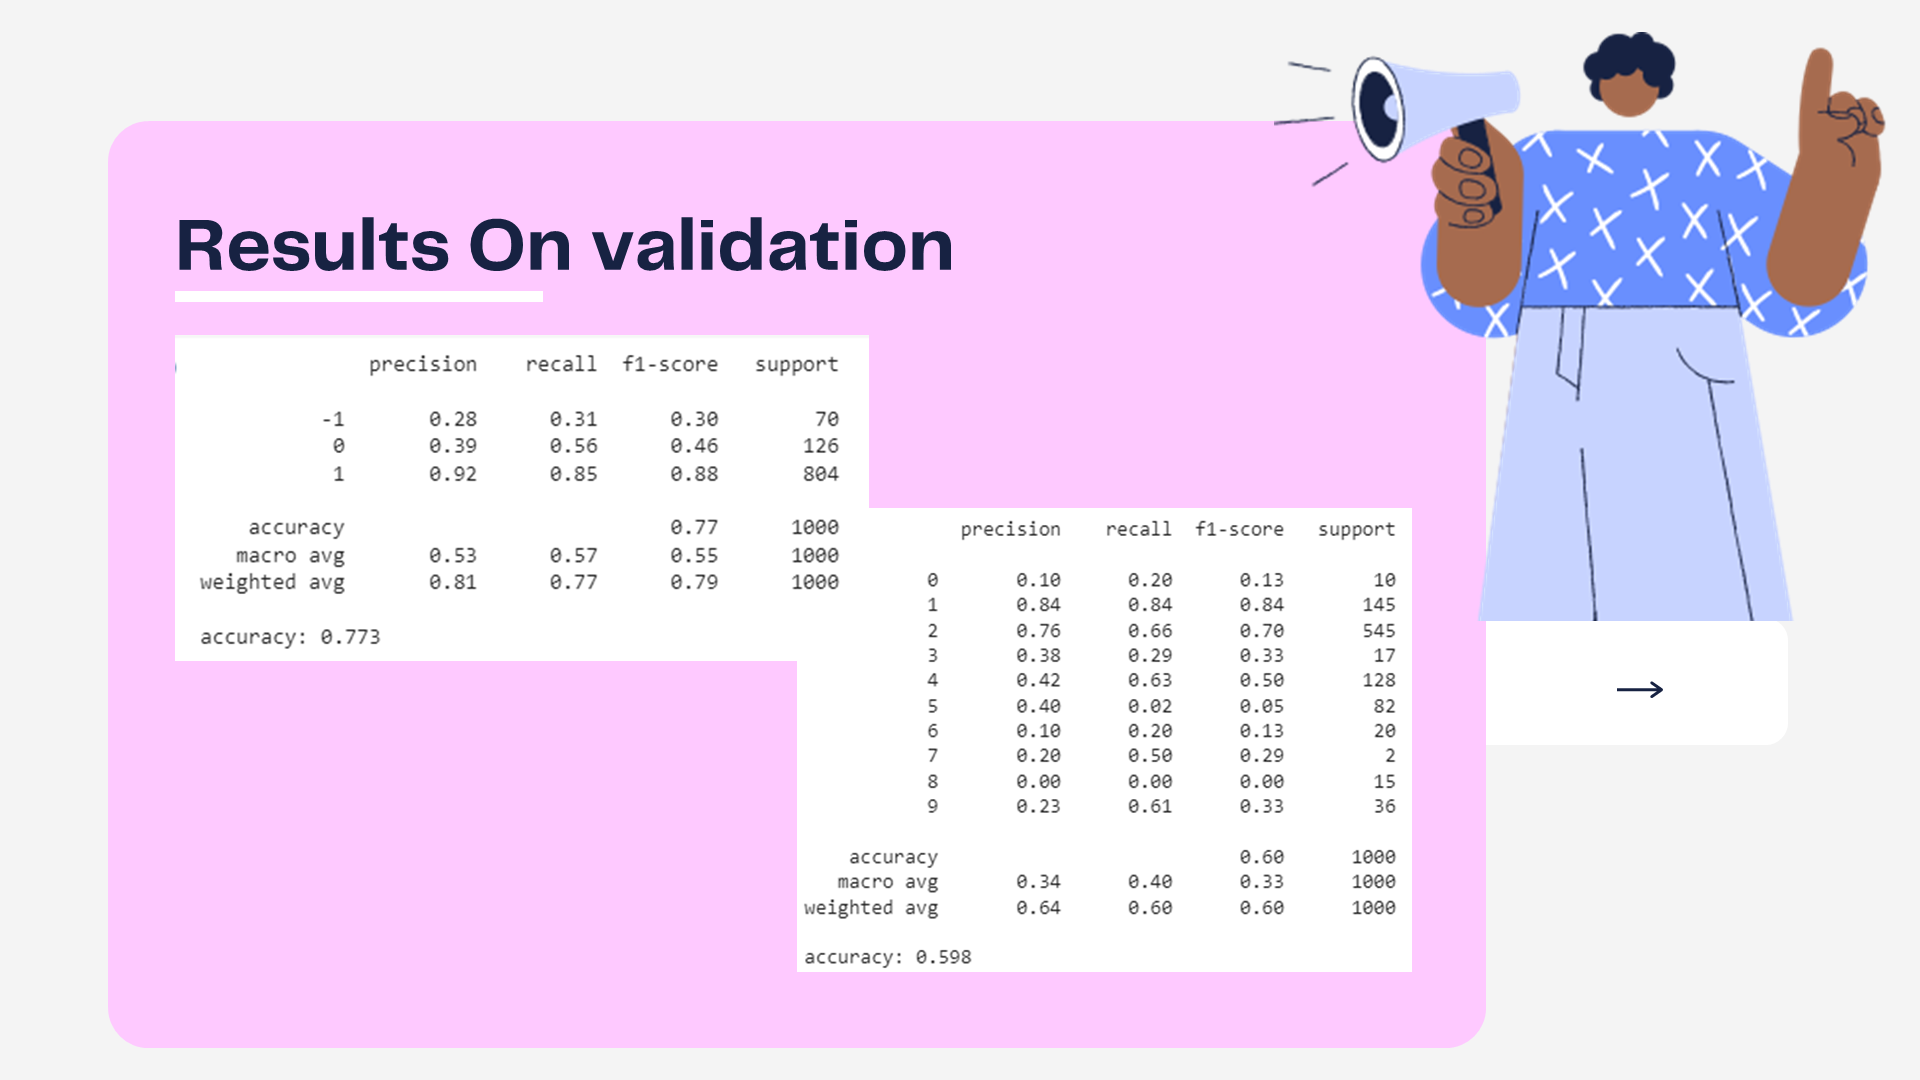 Results On validation
precision recall f1-score support
-1 0.28 0.31 0.30 70
0 0.39 0.56 0.46 126
1 0.92 0.85 0.88 804
accuracy 0.77 1000
macro avg 0.53 0.57 0.55 1000
weighted avg 0.81 0.77 0.79 1000
accuracy: 0.773
precision recall f1-score support
0 0.10 0.20 0.13 10
1 0.84 0.84 0.84 145
2 0.76 0.66 0.70 545
3 0.38 0.29 0.33 17
4 0.42 0.63 0.50 128
5 0.40 0.02 0.05 82
6 0.10 0.20 0.13 20
7 0.20 0.50 0.29 2
8 0.00 0.00 0.00 15
9 0.23 0.61 0.33 36
accuracy 0.60 1000
macro avg 0.34 0.40 0.33 1000
weighted avg 0.64 0.60 0.60 1000
accuracy: 0.598